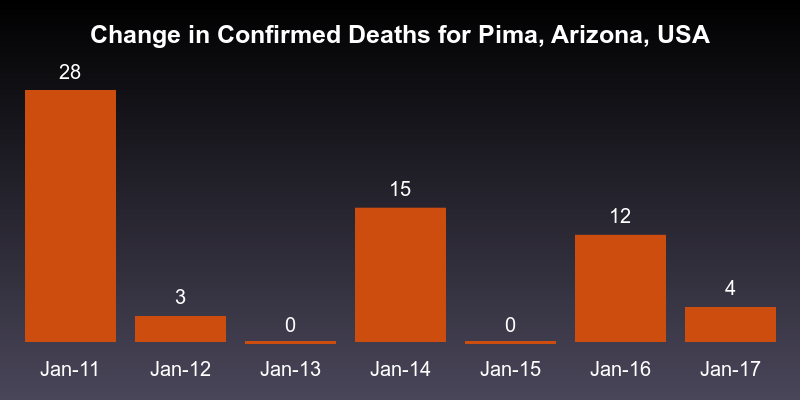 Change in Confirmed Deaths for Pima, Arizona, USA
28
3
0
15
0
12
4
Jan-11
Jan-12
Jan-13
Jan-14
Jan-15
Jan-16
Jan-17